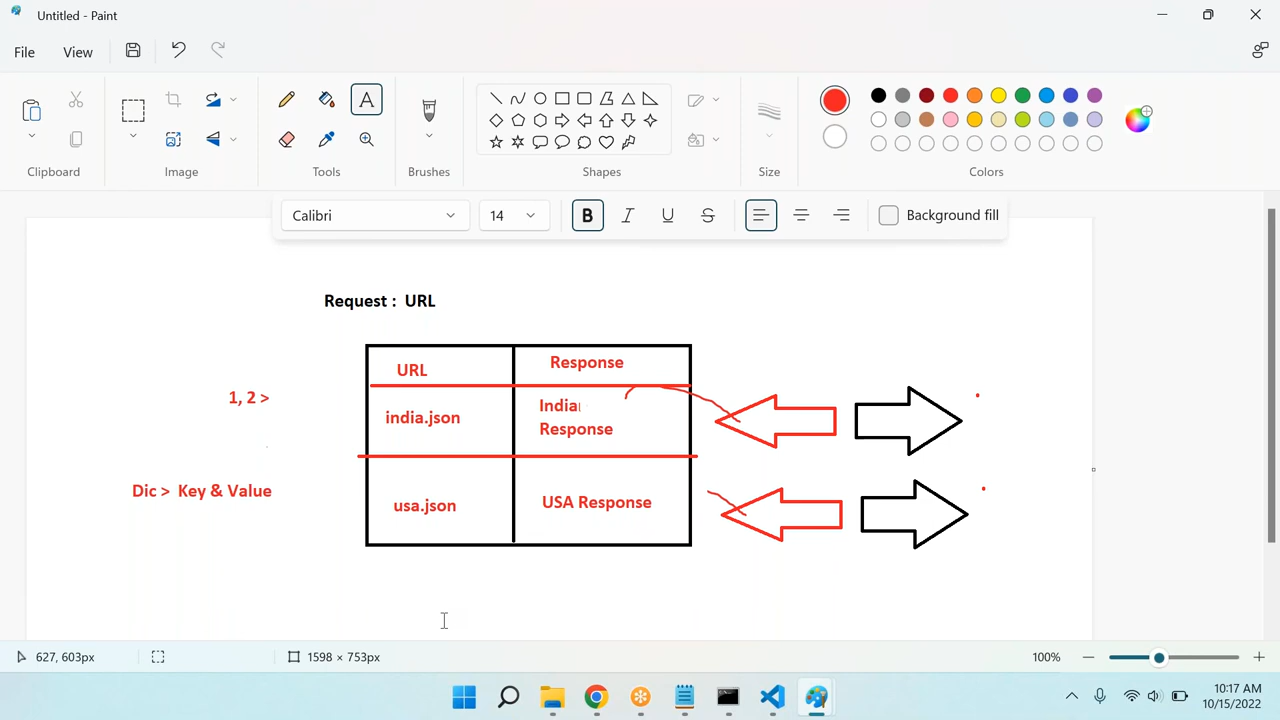 Untitled - Paint
File
View
Clipboard
Image
Tools
Brushes
Shapes
Size
Colors
Calibri
14
B
I
U
S
Background fill
Request : URL
URL
Response
1, 2 >
india.json
India
Response
Dic > Key & Value
usa.json
USA Response
627, 603px
1598 × 753px
100%
10:17 AM
10/15/2022